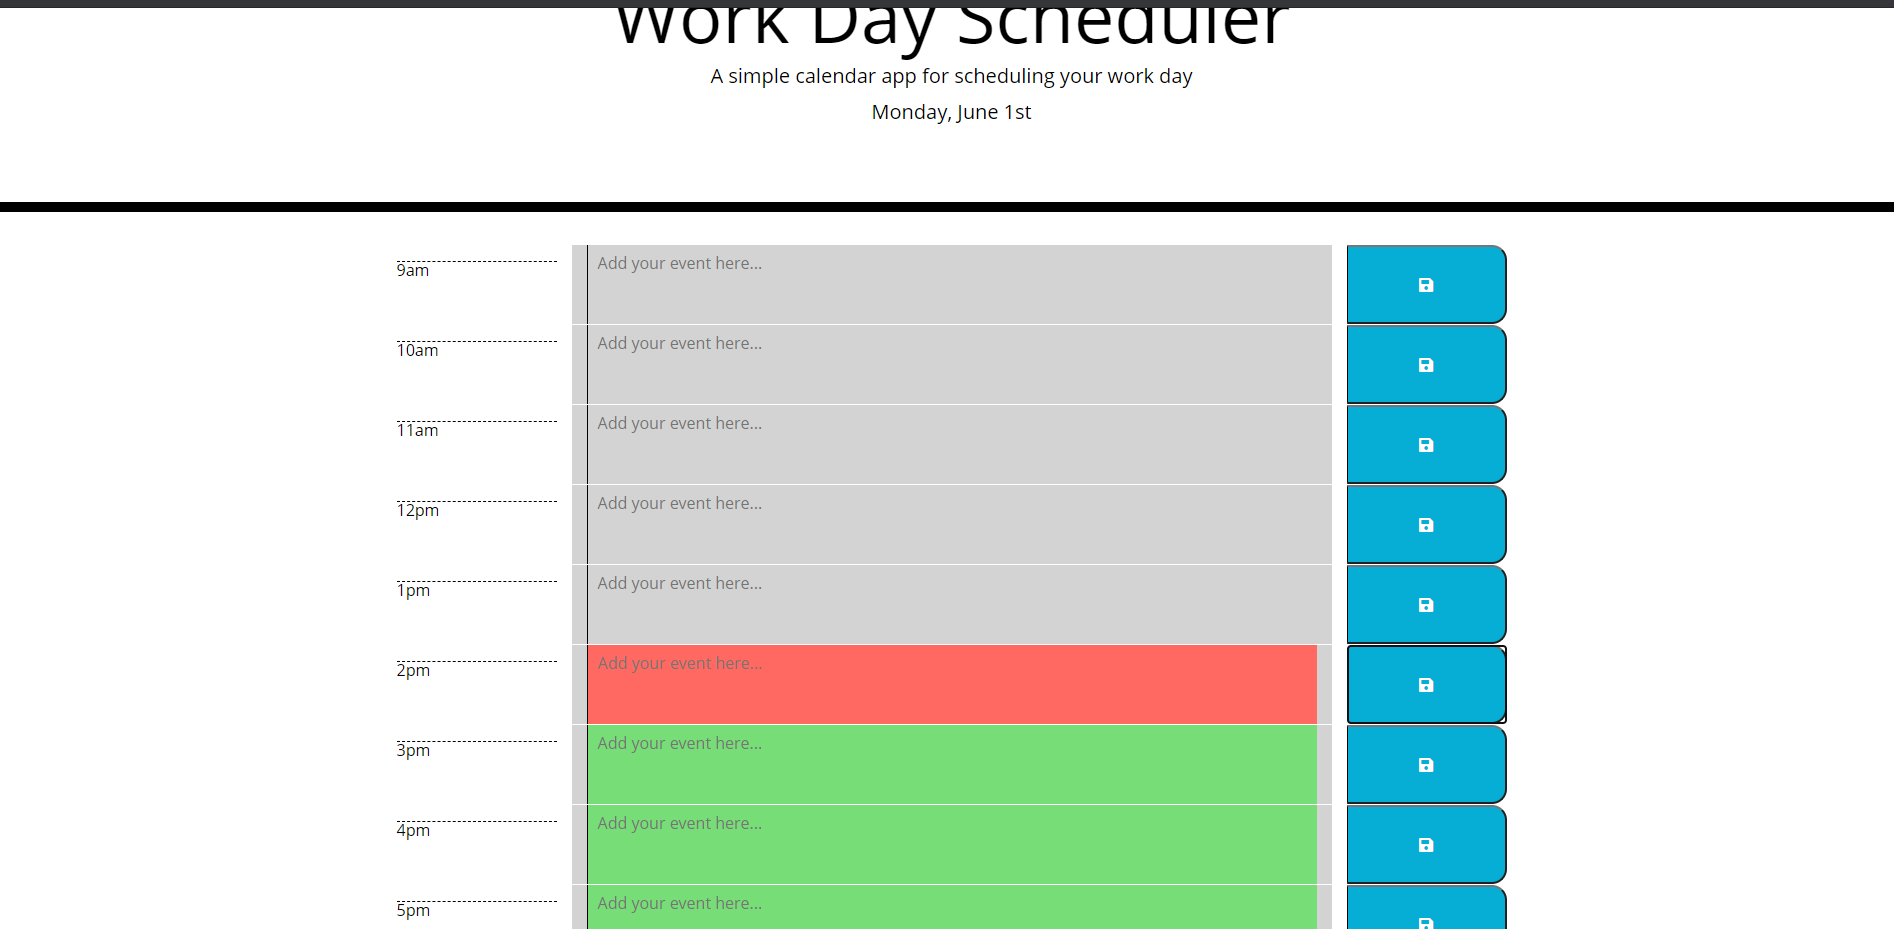 Work Day Scheduler
A simple calendar app for scheduling your work day
Monday, June 1st
9am
Add your event here...
10am
Add your event here...
11am
Add your event here...
12pm
Add your event here...
1pm
Add your event here...
2pm
Add your event here...
3pm
Add your event here...
4pm
Add your event here...
5pm
Add your event here...